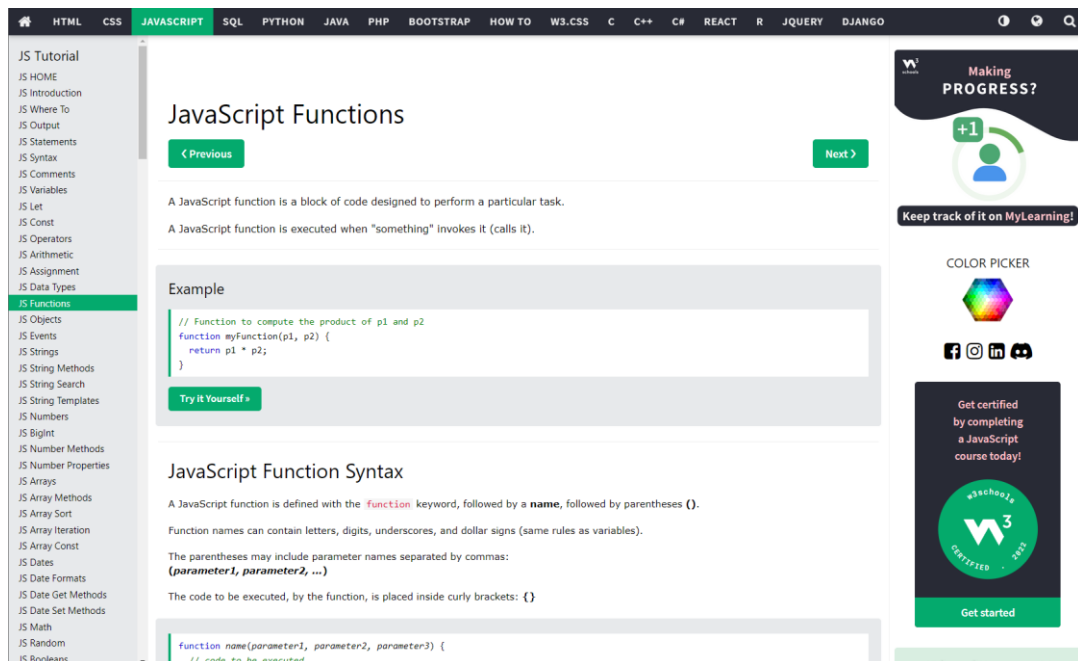 HTML CSS JAVASCRIPT SQL PYTHON JAVA PHP BOOTSTRAP HOW TO W3.CSS C C++ C# REACT R JQUERY DJANGO
JS Tutorial
JS HOME
JS Introduction
JS Where To
JS Output
JS Statements
JS Syntax
JS Comments
JS Variables
JS Let
JS Const
JS Operators
JS Arithmetic
JS Assignment
JS Data Types
JS Functions
JS Objects
JS Events
JS Strings
JS String Methods
JS String Search
JS String Templates
JS Numbers
JS BigInt
JS Number Methods
JS Number Properties
JS Arrays
JS Array Methods
JS Array Sort
JS Array Iteration
JS Array Const
JS Dates
JS Date Formats
JS Date Get Methods
JS Date Set Methods
JS Math
JS Random
JS Booleans
JavaScript Functions
❮ Previous
Next ❯
A JavaScript function is a block of code designed to perform a particular task.
A JavaScript function is executed when "something" invokes it (calls it).
Example
// Function to compute the product of p1 and p2
function myFunction(p1, p2) {
  return p1 * p2;
}
Try it Yourself »
JavaScript Function Syntax
A JavaScript function is defined with the function keyword, followed by a name, followed by parentheses ().
Function names can contain letters, digits, underscores, and dollar signs (same rules as variables).
The parentheses may include parameter names separated by commas:
(parameter1, parameter2, ...)
The code to be executed, by the function, is placed inside curly brackets: {}
function name(parameter1, parameter2, parameter3) {
  // code to be executed
W3
schools
Making
PROGRESS?
+1
Keep track of it on MyLearning!
COLOR PICKER
in
Get certified
by completing
a JavaScript
course today!
w3schools
W3
CERTIFIED . 2022
Get started